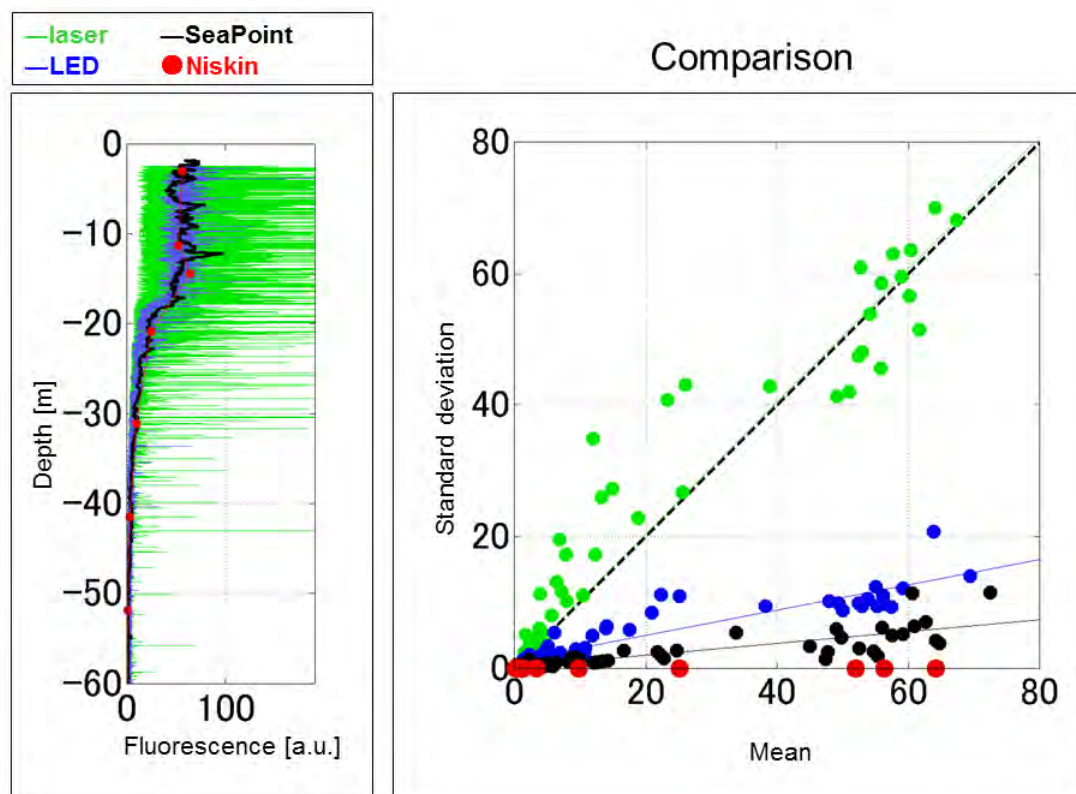 laser SeaPoint
LED Niskin
Comparison
0
−10
−20
−30
−40
−50
−60
Depth [m]
0 100
Fluorescence [a.u.]
80
60
40
20
0
Standard deviation
0 20 40 60 80
Mean